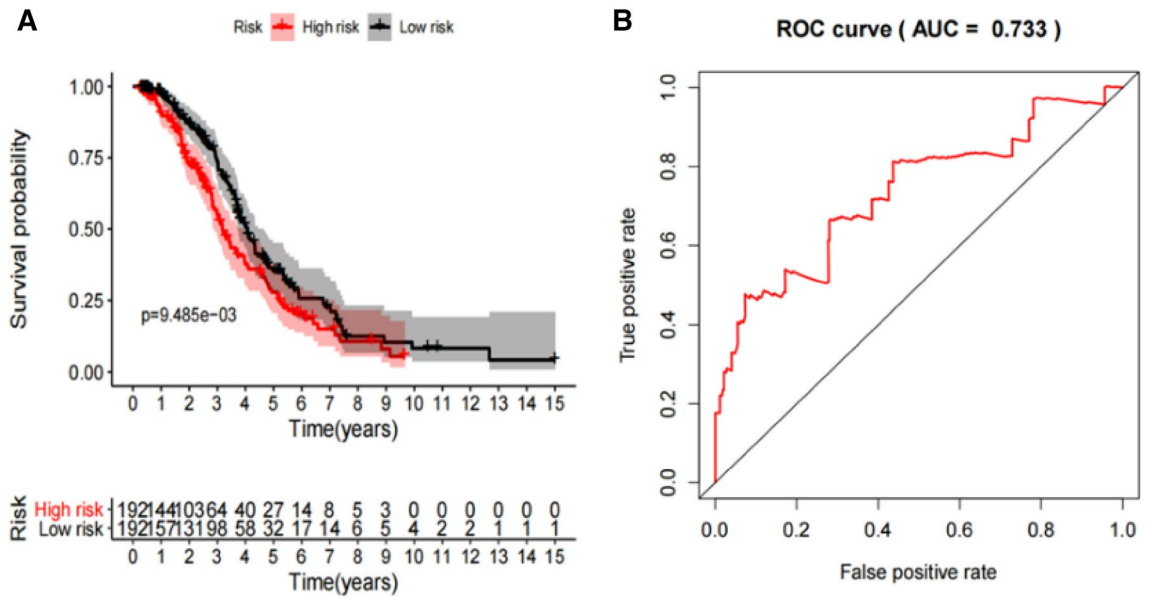 A
Risk High risk Low risk
Survival probability
1.00
0.75
0.50
0.25
0.00
p=9.485e−03
0 1 2 3 4 5 6 7 8 9 10 11 12 13 14 15
Time(years)
Risk
High risk 192 144 103 64 40 27 14 8 5 3 0 0 0 0 0 0
Low risk 192 157 131 98 58 32 17 14 6 5 4 2 2 1 1 1
0 1 2 3 4 5 6 7 8 9 10 11 12 13 14 15
Time(years)
B
ROC curve ( AUC = 0.733 )
True positive rate
1.0
0.8
0.6
0.4
0.2
0.0
0.0 0.2 0.4 0.6 0.8 1.0
False positive rate